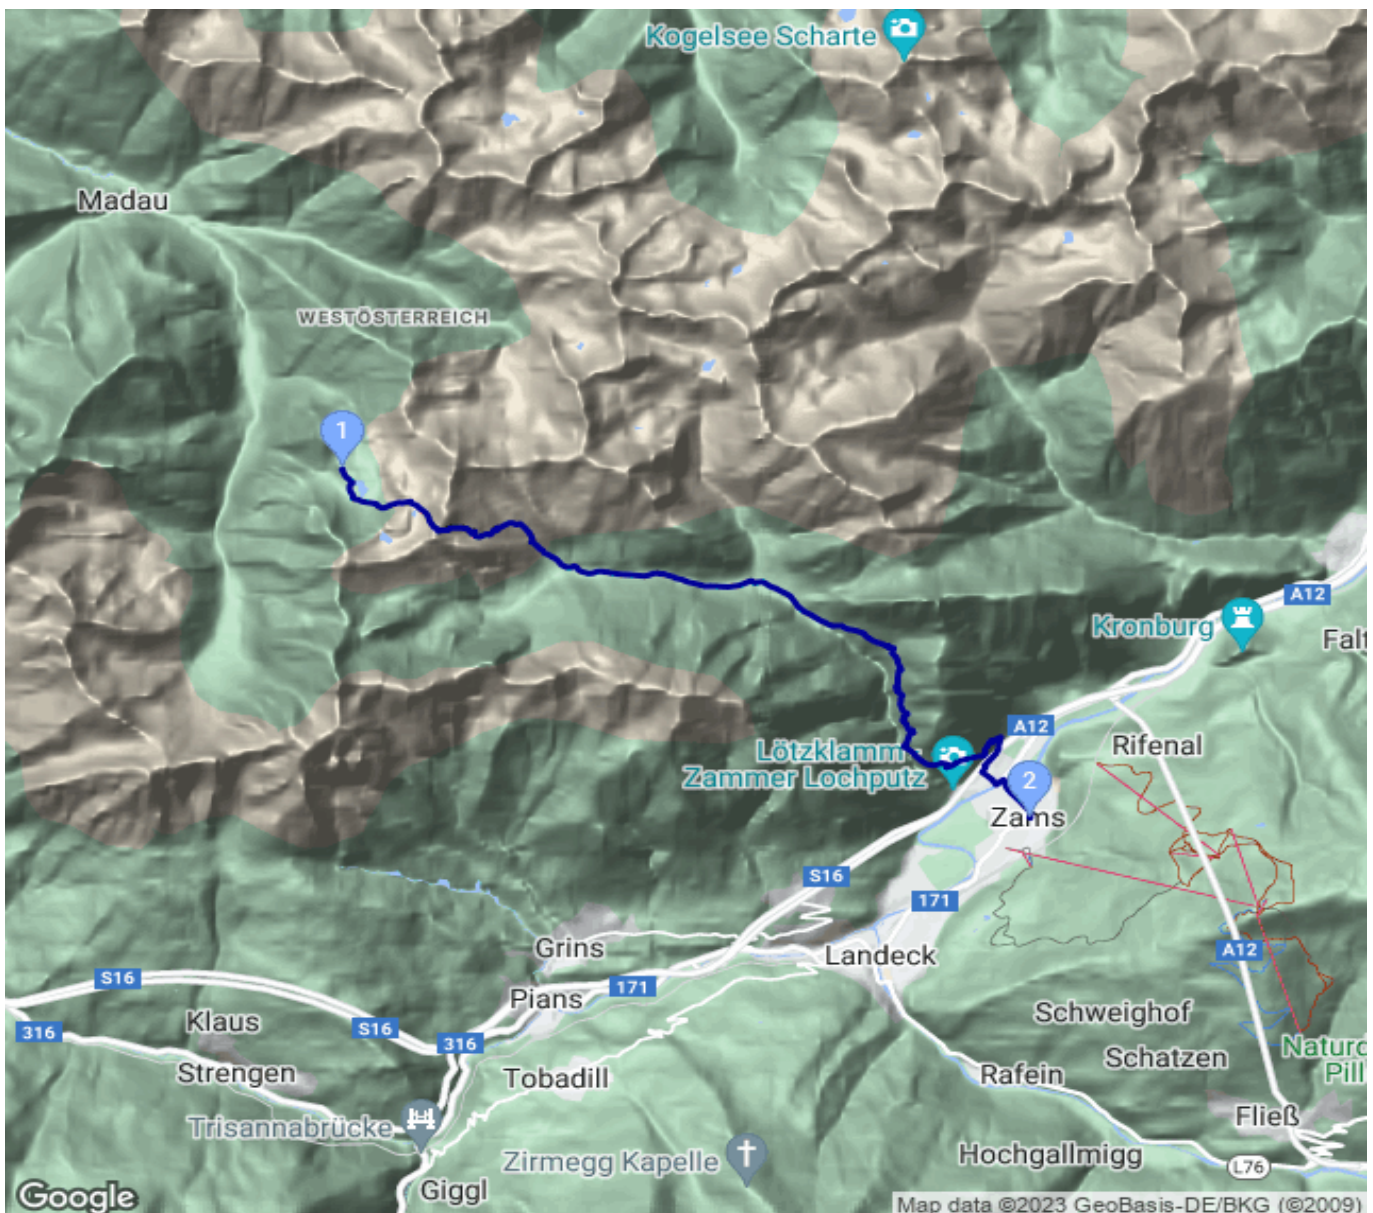 Kogelsee Scharte
Madau
WESTÖSTERREICH
1
A12
Kronburg
Falt
A12
Rifenal
Lötzklamm
Zammer Lochputz
2
Zams
S16
171
Grins
Landeck
A12
S16
171
Pians
Klaus
S16
316
316
Schweighof
Naturd
Pill
Schatzen
Strengen
Tobadill
Rafein
Fließ
Trisannabrücke
Zirmegg Kapelle
Hochgallmigg
L76
Giggl
Google
Map data ©2023 GeoBasis-DE/BKG (©2009)